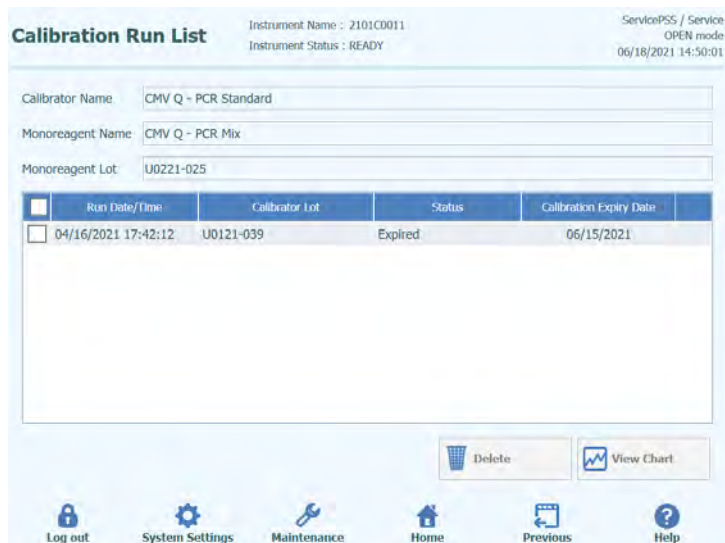 Calibration Run List
Instrument Name : 2101C0011
Instrument Status : READY
ServicePSS / Service
OPEN mode
06/18/2021 14:50:01
Calibrator Name CMV Q - PCR Standard
Monoreagent Name CMV Q - PCR Mix
Monoreagent Lot U0221-025
Run Date/Time Calibrator Lot Status Calibration Expiry Date
04/16/2021 17:42:12 U0121-039 Expired 06/15/2021
Delete View Chart
Log out System Settings Maintenance Home Previous Help